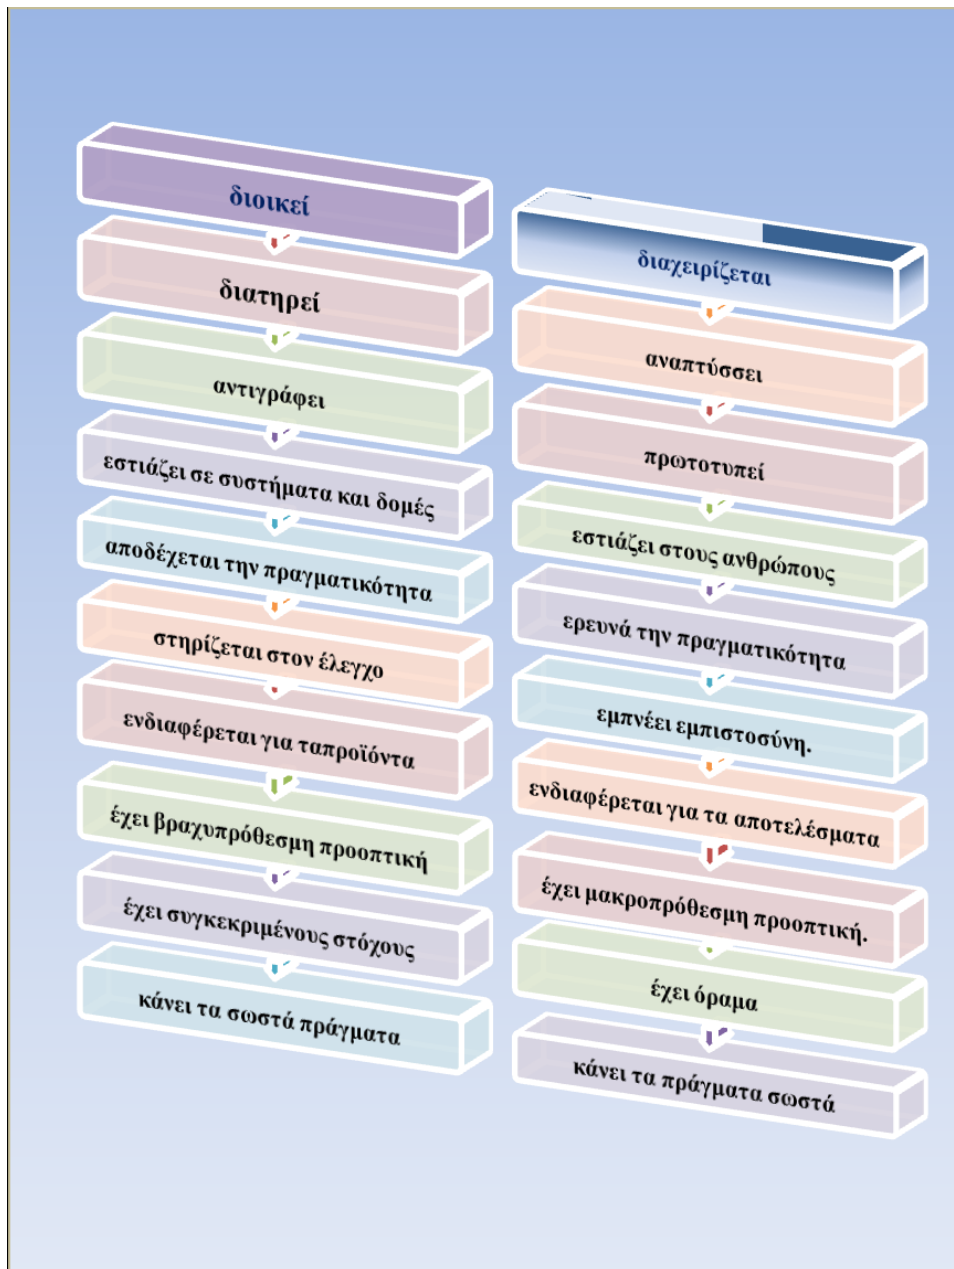 διοικεί
διατηρεί
αντιγράφει
εστιάζει σε συστήματα και δομές
αποδέχεται την πραγματικότητα
στηρίζεται στον έλεγχο
ενδιαφέρεται για ταπροϊόντα
έχει βραχυπρόθεσμη προοπτική
έχει συγκεκριμένους στόχους
κάνει τα σωστά πράγματα
διαχειρίζεται
αναπτύσσει
πρωτοτυπεί
εστιάζει στους ανθρώπους
ερευνά την πραγματικότητα
εμπνέει εμπιστοσύνη.
ενδιαφέρεται για τα αποτελέσματα
έχει μακροπρόθεσμη προοπτική.
έχει όραμα
κάνει τα πράγματα σωστά